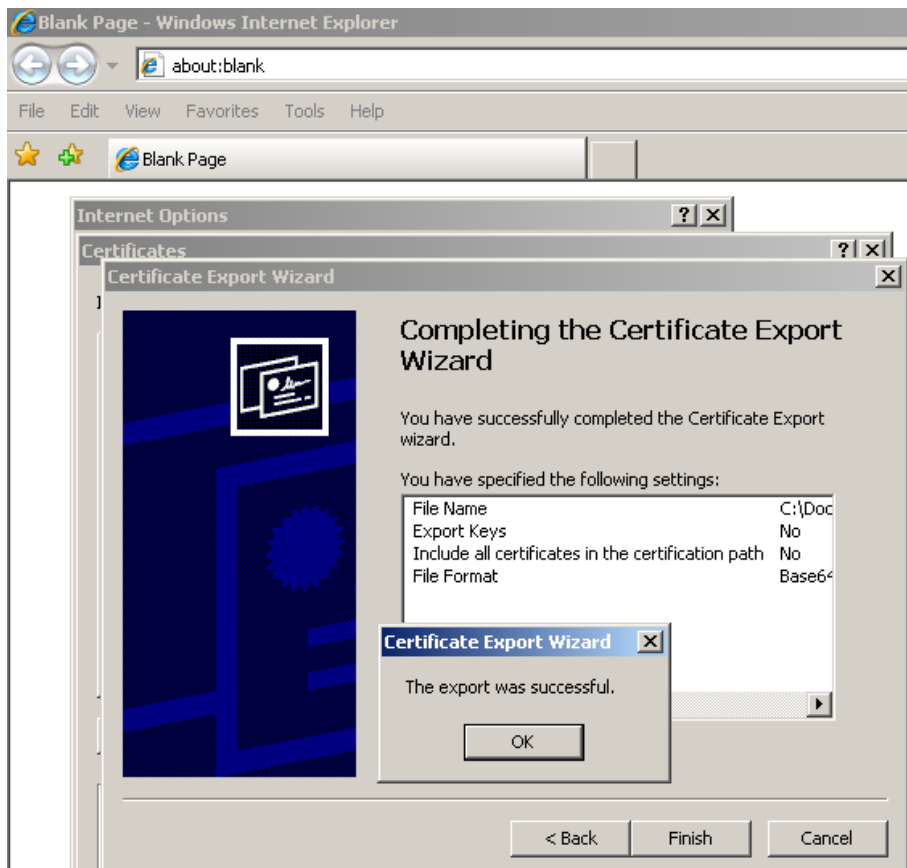 Blank Page - Windows Internet Explorer
about:blank
File Edit View Favorites Tools Help
Blank Page
Internet Options
Certificates
Certificate Export Wizard
Completing the Certificate Export
Wizard
You have successfully completed the Certificate Export
wizard.
You have specified the following settings:
File Name C:\Doc
Export Keys No
Include all certificates in the certification path No
File Format Base64
Certificate Export Wizard
The export was successful.
OK
< Back Finish Cancel